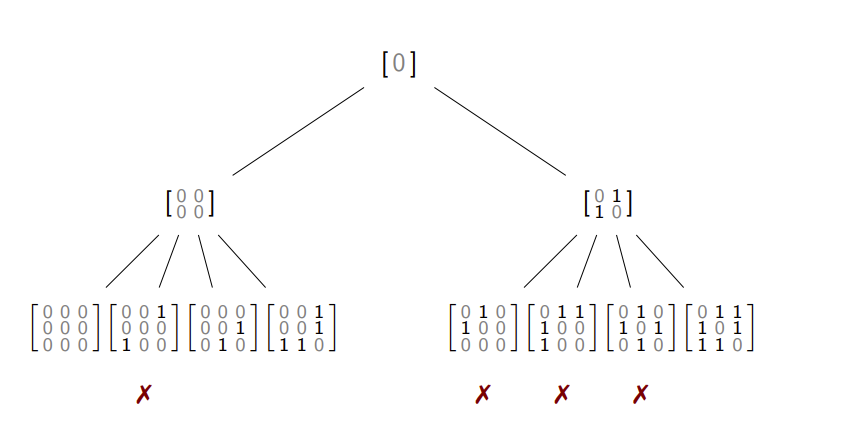 [0]
[0 0
0 0]
[0 1
1 0]
[0 0 0
0 0 0
0 0 0]
[0 0 1
0 0 0
1 0 0]
[0 0 0
0 0 1
0 1 0]
[0 0 1
0 0 1
1 1 0]
[0 1 0
1 0 0
0 0 0]
[0 1 1
1 0 0
1 0 0]
[0 1 0
1 0 1
0 1 0]
[0 1 1
1 0 1
1 1 0]
✗ ✗ ✗ ✗